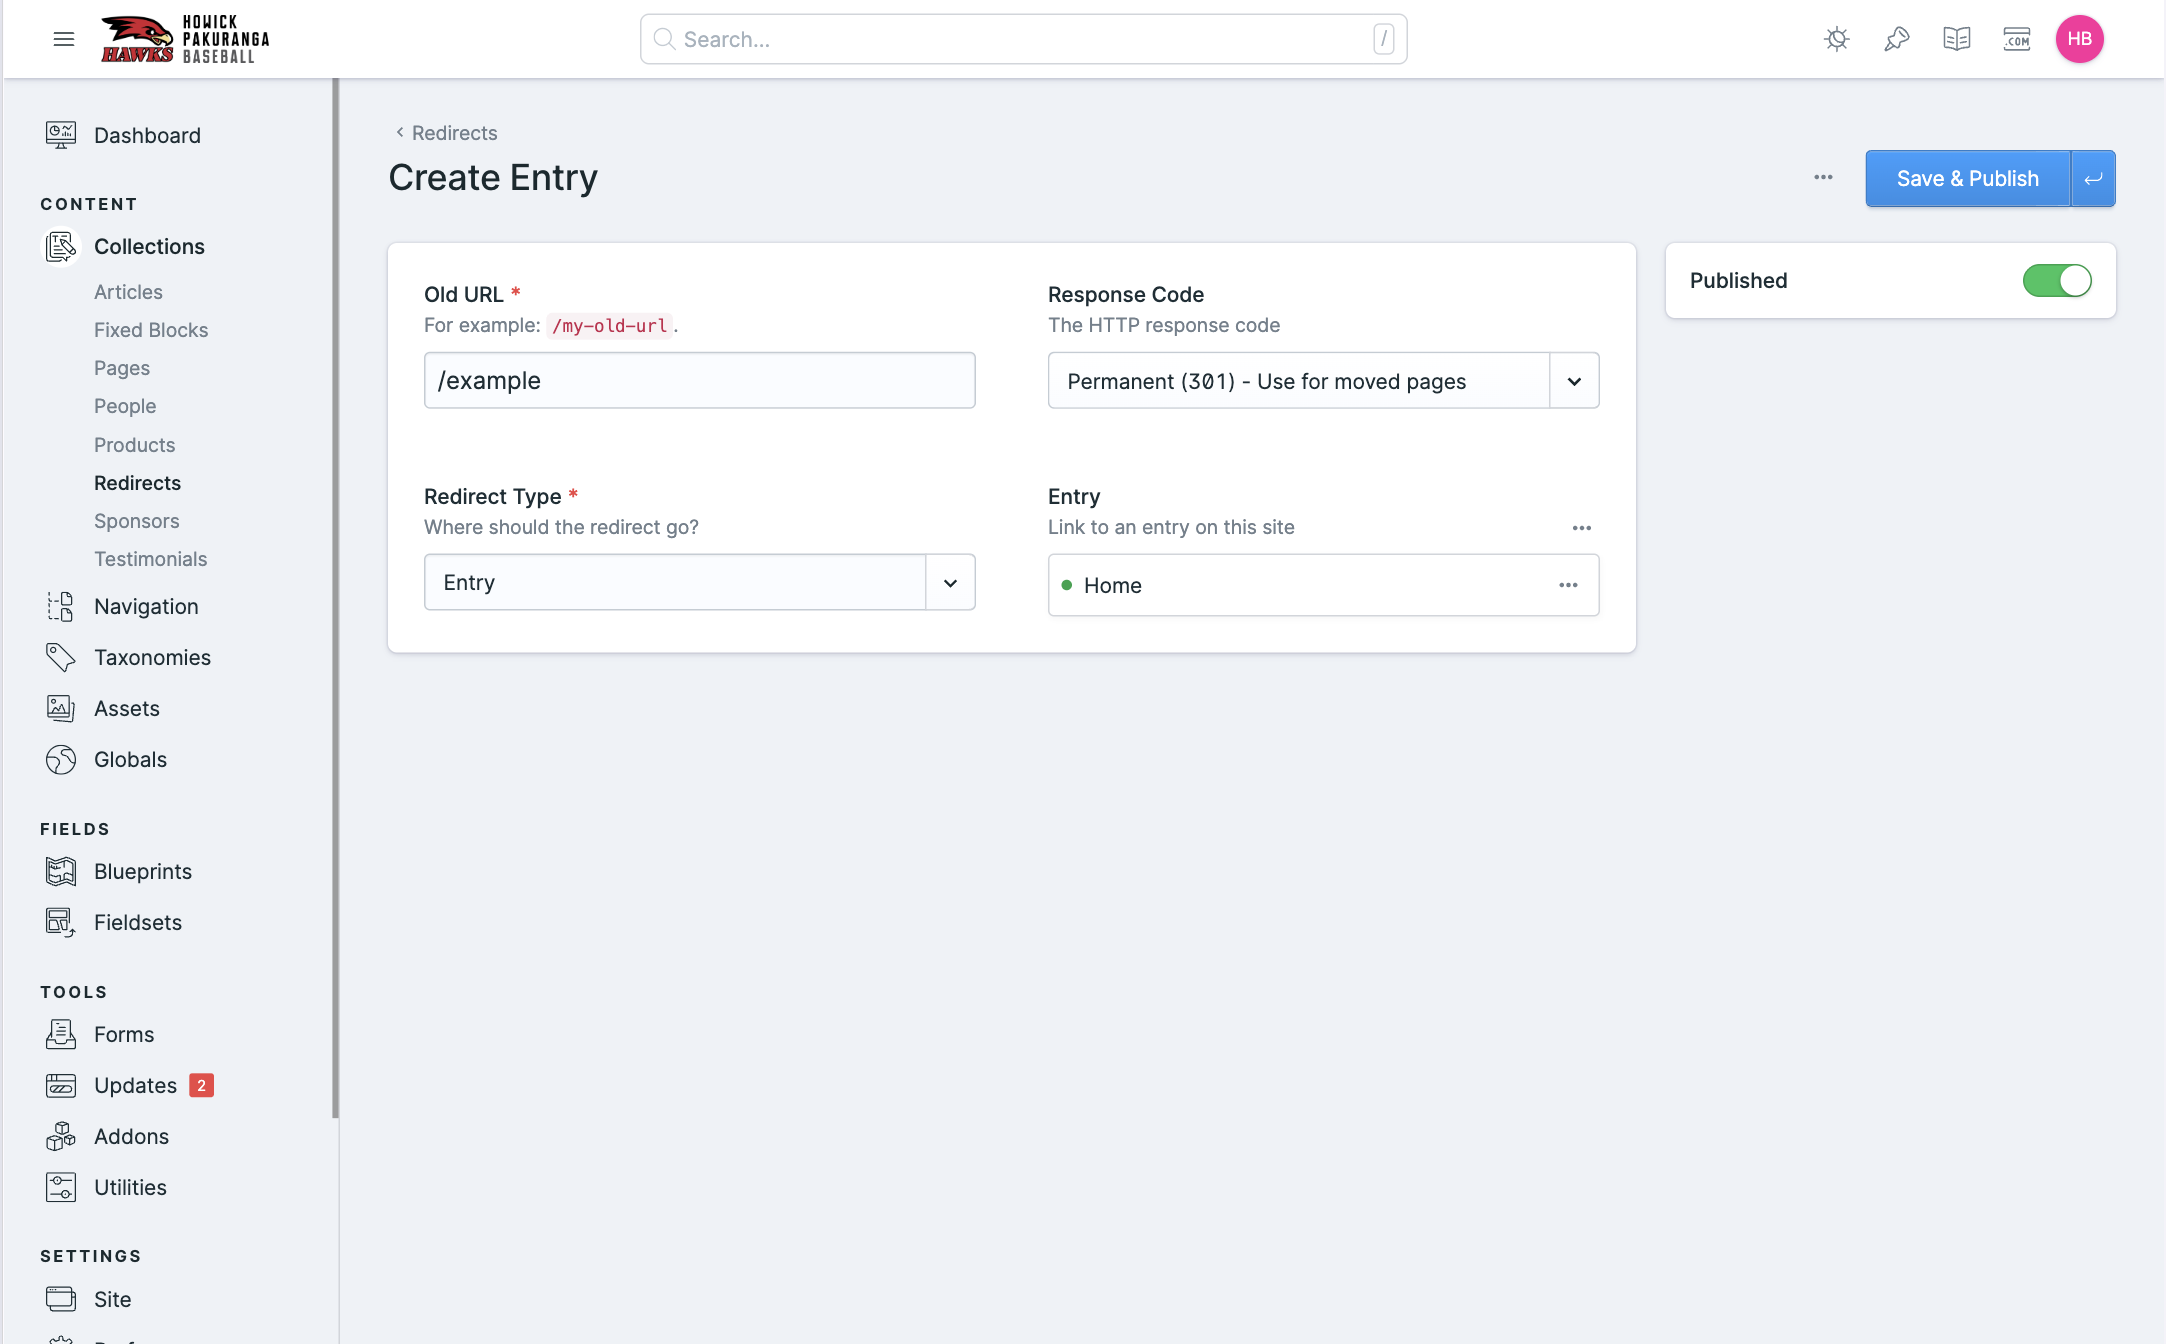 HOWICK
PAKURANGA
HAWKS BASEBALL
Search...
/
.COM
HB
Dashboard
CONTENT
Collections
Articles
Fixed Blocks
Pages
People
Products
Redirects
Sponsors
Testimonials
Navigation
Taxonomies
Assets
Globals
FIELDS
Blueprints
Fieldsets
TOOLS
Forms
Updates 2
Addons
Utilities
SETTINGS
Site
Redirects
Create Entry
Save & Publish
Old URL *
For example: /my-old-url.
/example
Response Code
The HTTP response code
Permanent (301) - Use for moved pages
Redirect Type *
Where should the redirect go?
Entry
Entry
Link to an entry on this site
Home
Published